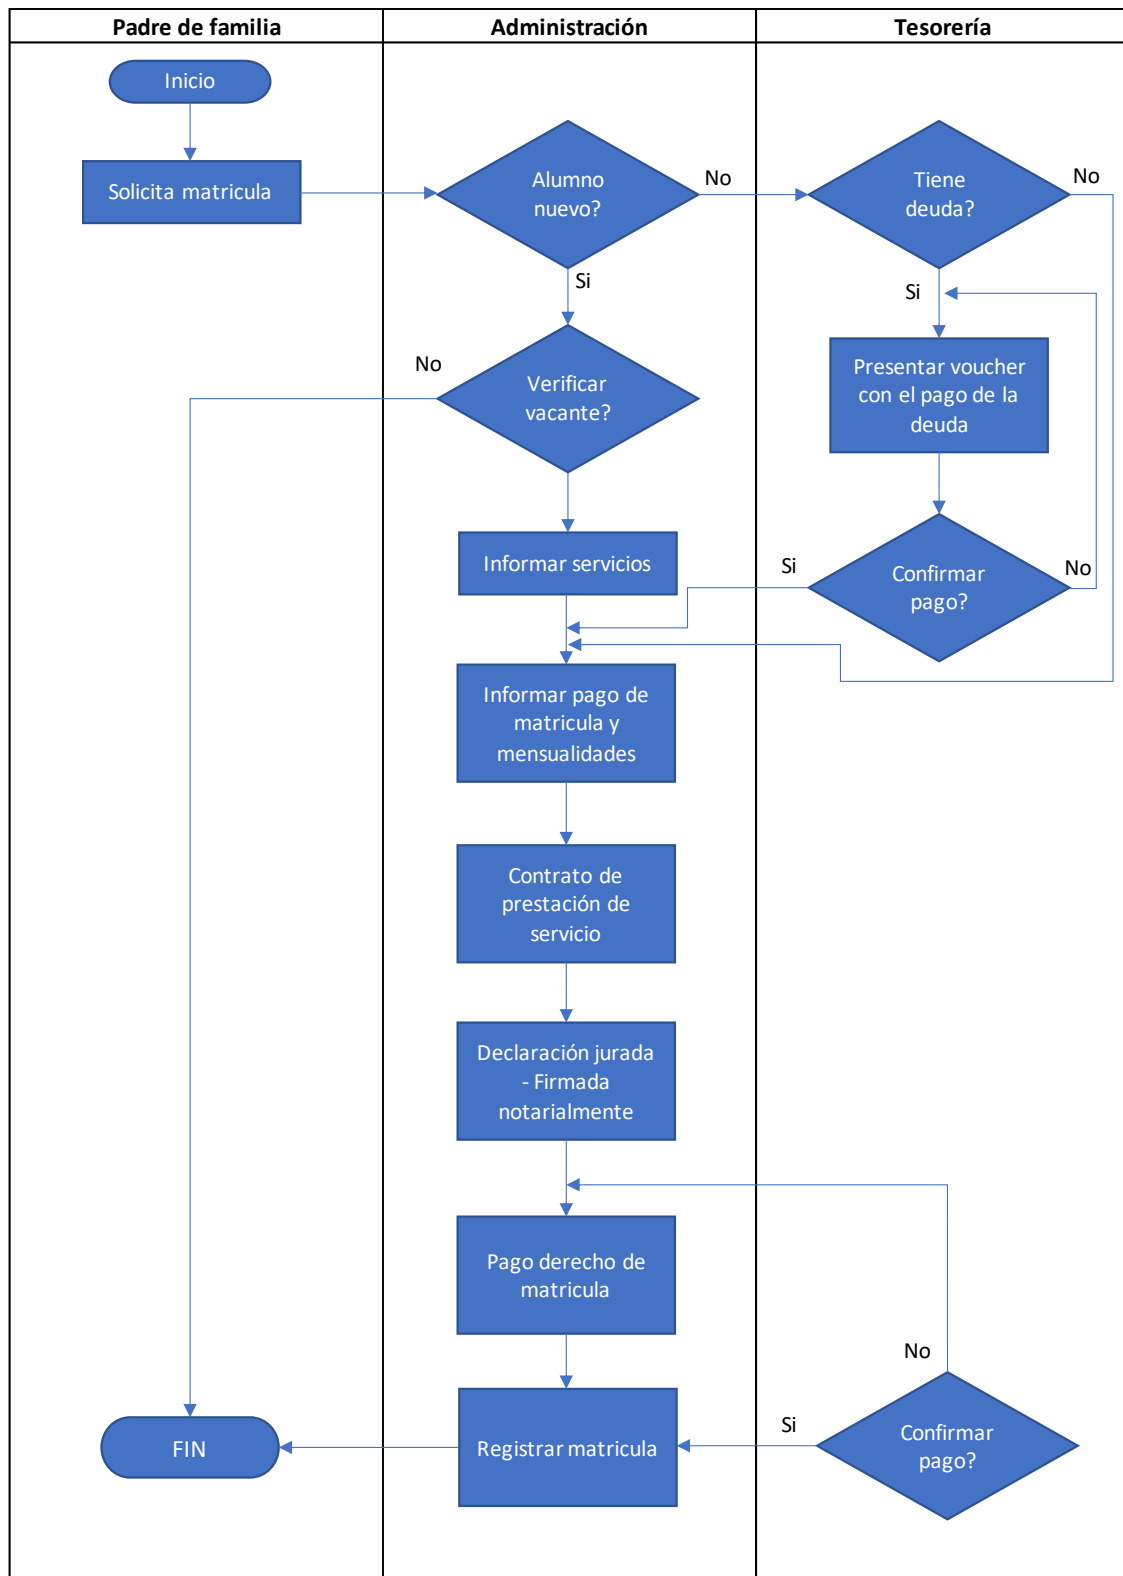 Padre de familia
Administración
Tesorería
Inicio
Solicita matricula
Alumno
nuevo?
No
Tiene
deuda?
No
Si
Si
No
Verificar
vacante?
Presentar voucher
con el pago de la
deuda
Informar servicios
Si
Confirmar
pago?
No
Informar pago de
matricula y
mensualidades
Contrato de
prestación de
servicio
Declaración jurada
- Firmada
notarialmente
Pago derecho de
matricula
No
FIN
Registrar matricula
Si
Confirmar
pago?